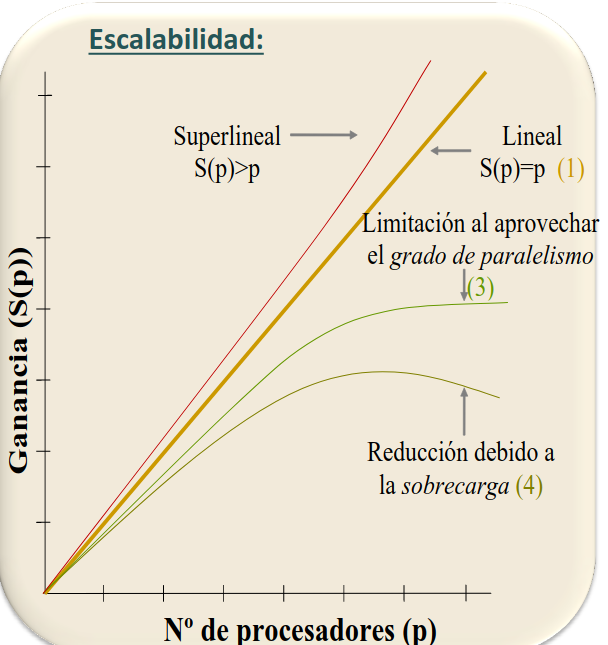 Escalabilidad:
Superlineal
S(p)>p
Lineal
S(p)=p (1)
Limitación al aprovechar
el grado de paralelismo
(3)
Ganancia (S(p))
Reducción debido a
la sobrecarga (4)
Nº de procesadores (p)